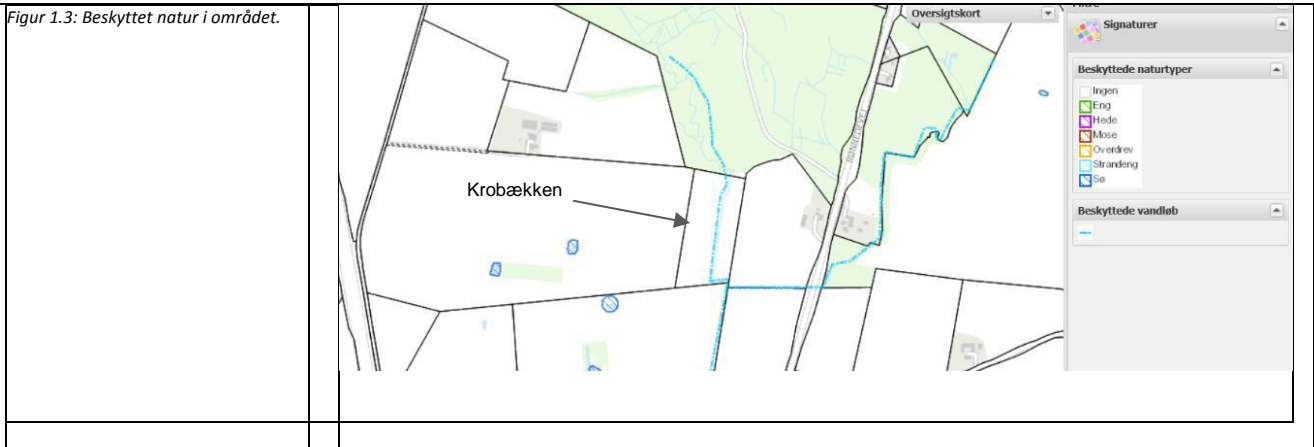 Figur 1.3: Beskyttet natur i området.
Oversigtskort
Signaturer
Beskyttede naturtyper
Ingen
Eng
Hede
Mose
Overdrev
Strandeng
Sø
Beskyttede vandløb
Krobækken